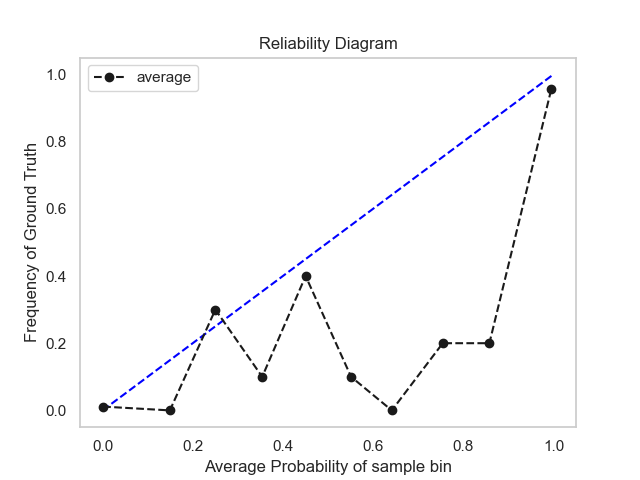 Reliability Diagram
average
1.0
0.8
0.6
0.4
0.2
0.0
Frequency of Ground Truth
0.0 0.2 0.4 0.6 0.8 1.0
Average Probability of sample bin